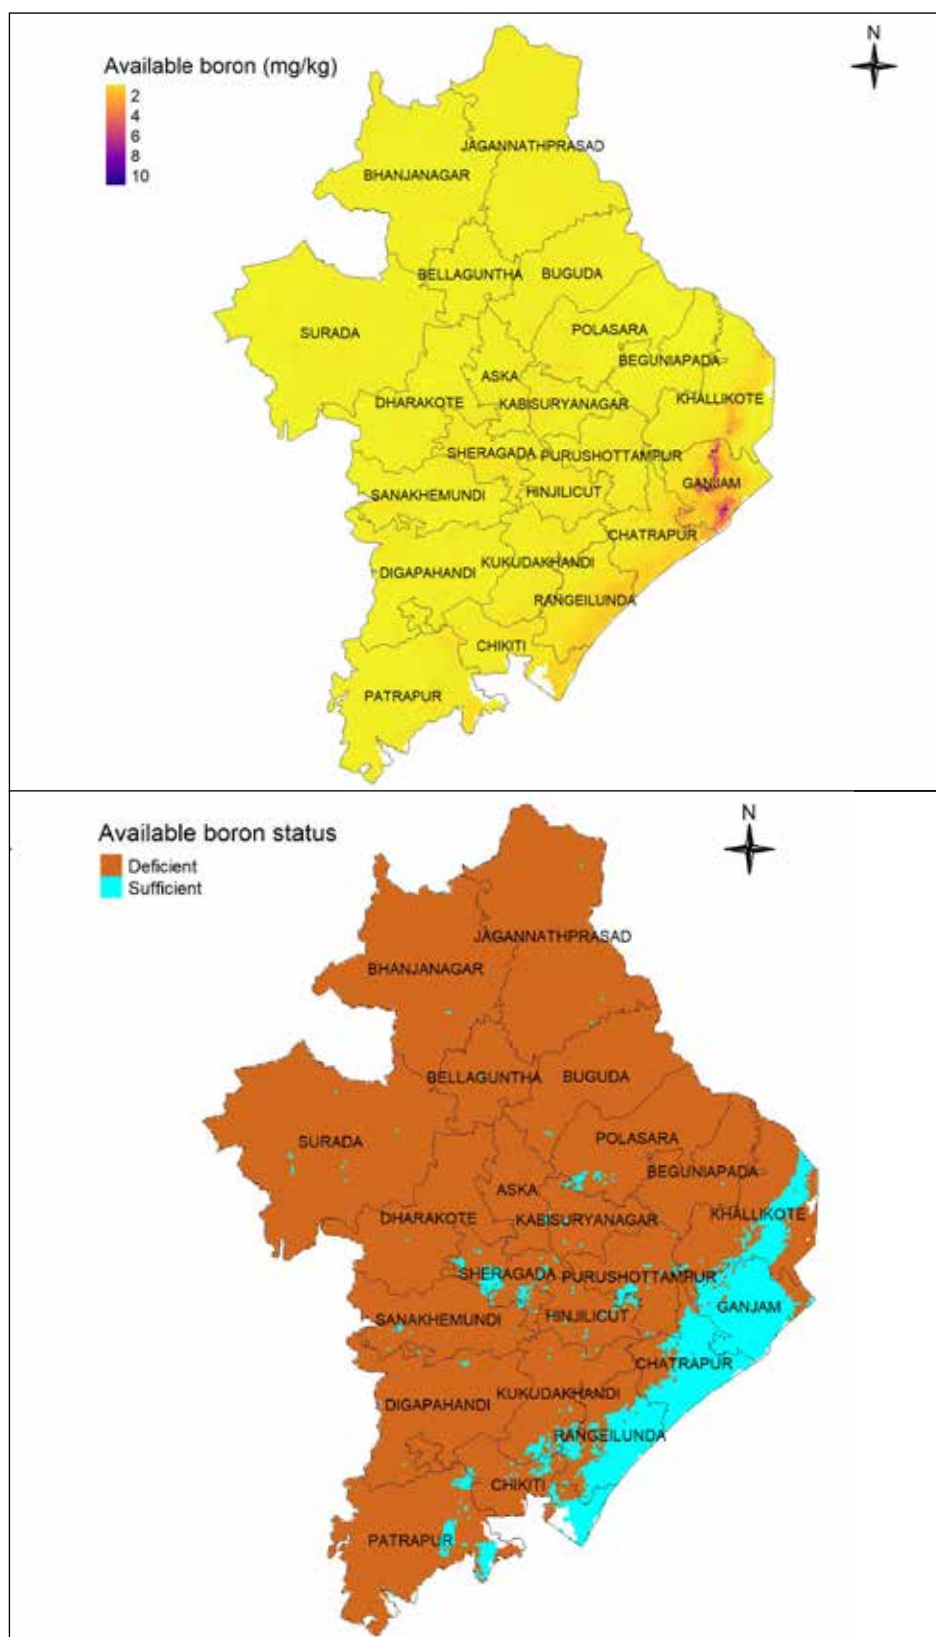 N
Available boron (mg/kg)
2
4
6
8
10
JAGANNATHPRASAD
BHANJANAGAR
BELLAGUNTHA
BUGUDA
SURADA
POLASARA
BEGUNIAPADA
ASKA
KHALLIKOTE
DHARAKOTE
KABISURYANAGAR
SHERAGADA
PURUSHOTTAMPUR
GANJAM
SANAKHEMUNDI
HINJILICUT
CHATRAPUR
KUKUDAKHANDI
DIGAPAHANDI
RANGEILUNDA
CHIKITI
PATRAPUR
N
Available boron status
Deficient
Sufficient
JAGANNATHPRASAD
BHANJANAGAR
BELLAGUNTHA
BUGUDA
SURADA
POLASARA
BEGUNIAPADA
ASKA
KHALLIKOTE
DHARAKOTE
KABISURYANAGAR
SHERAGADA
PURUSHOTTAMPUR
GANJAM
SANAKHEMUNDI
HINJILICUT
CHATRAPUR
KUKUDAKHANDI
DIGAPAHANDI
RANGEILUNDA
CHIKITI
PATRAPUR